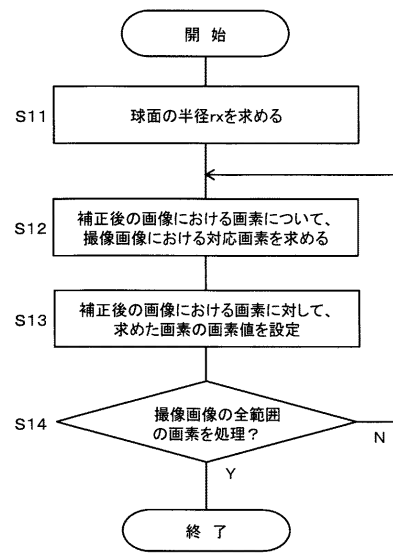 開 始
S11
球面の半径rxを求める
S12
補正後の画像における画素について、
撮像画像における対応画素を求める
S13
補正後の画像における画素に対して、
求めた画素の画素値を設定
S14
撮像画像の全範囲
の画素を処理?
N
Y
終 了